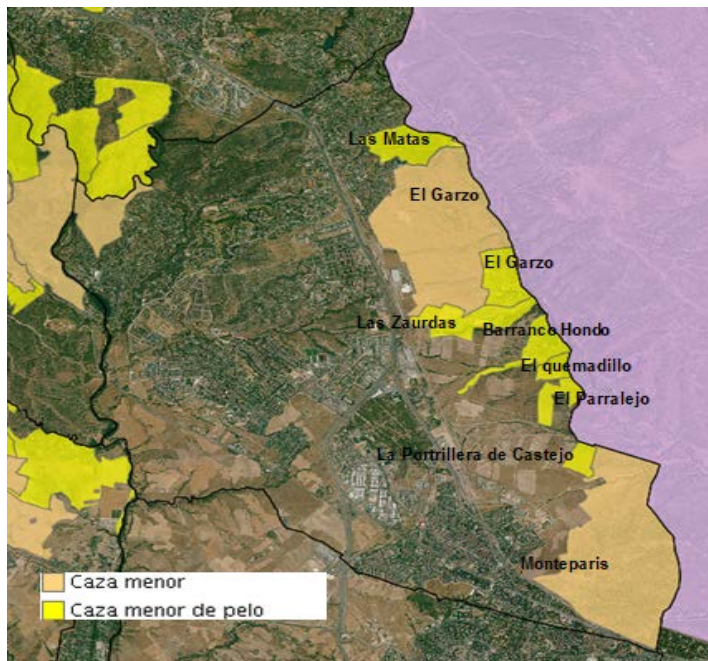 Las Matas
El Garzo
El Garzo
Las Zaurdas
Barranco Hondo
El quemadillo
El Parralejo
La Portrillera de Castejo
Monteparis
Caza menor
Caza menor de pelo